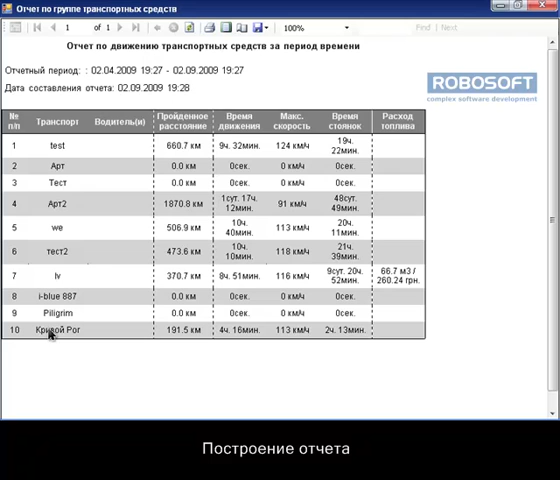 Отчет по группе транспортных средств
1 of 1 100% Find | Next
Отчет по движению транспортных средств за период времени
Отчетный период: : 02.04.2009 19:27 - 02.09.2009 19:27
Дата составления отчета: 02.09.2009 19:28
ROBOSOFT
complex software development
№ п/п Транспорт Водитель(и) Пройденное расстояние Время движения Макс. скорость Время стоянок Расход топлива
1 test 660.7 км 9ч. 32мин. 124 км/ч 19ч. 22мин.
2 Арт 0.0 км 0сек. 0 км/ч 0сек.
3 Тест 0.0 км 0сек. 0 км/ч 0сек.
4 Арт2 1870.8 км 1сут. 17ч. 12мин. 91 км/ч 48сут 49мин.
5 we 506.9 км 10ч. 40мин. 113 км/ч 20ч. 11мин.
6 тест2 473.6 км 10ч. 10мин. 118 км/ч 21ч. 39мин.
7 lv 370.7 км 8ч. 51мин. 116 км/ч 9сут. 20ч. 52мин. 66.7 м3 / 260.24 грн.
8 i-blue 887 0.0 км 0сек. 0 км/ч 0сек.
9 Piligrim 0.0 км 0сек. 0 км/ч 0сек.
10 Кривой Рог 191.5 км 4ч. 16мин. 113 км/ч 2ч. 13мин.
Построение отчета